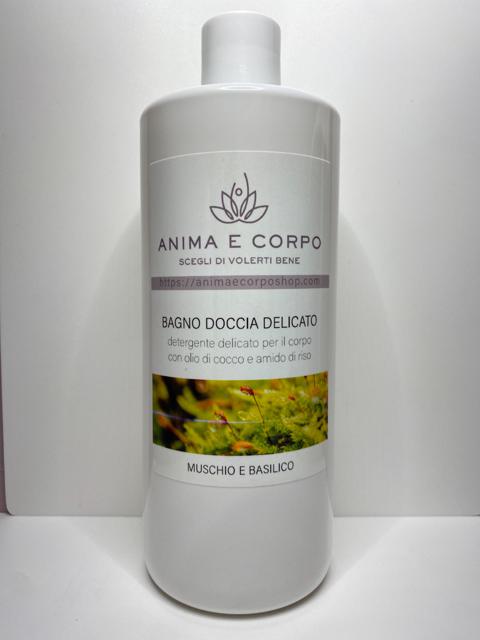 ANIMA E CORPO
SCEGLI DI VOLERTI BENE
https://animaecorposhop.com
BAGNO DOCCIA DELICATO
detergente delicato per il corpo
con olio di cocco e amido di riso
MUSCHIO E BASILICO